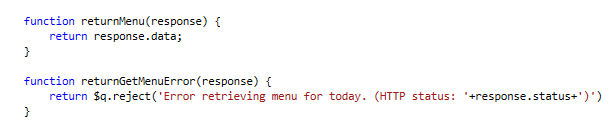 function returnMenu(response) {
    return response.data;
}

function returnGetMenuError(response) {
    return $q.reject('Error retrieving menu for today. (HTTP status: '+response.status+')')
}